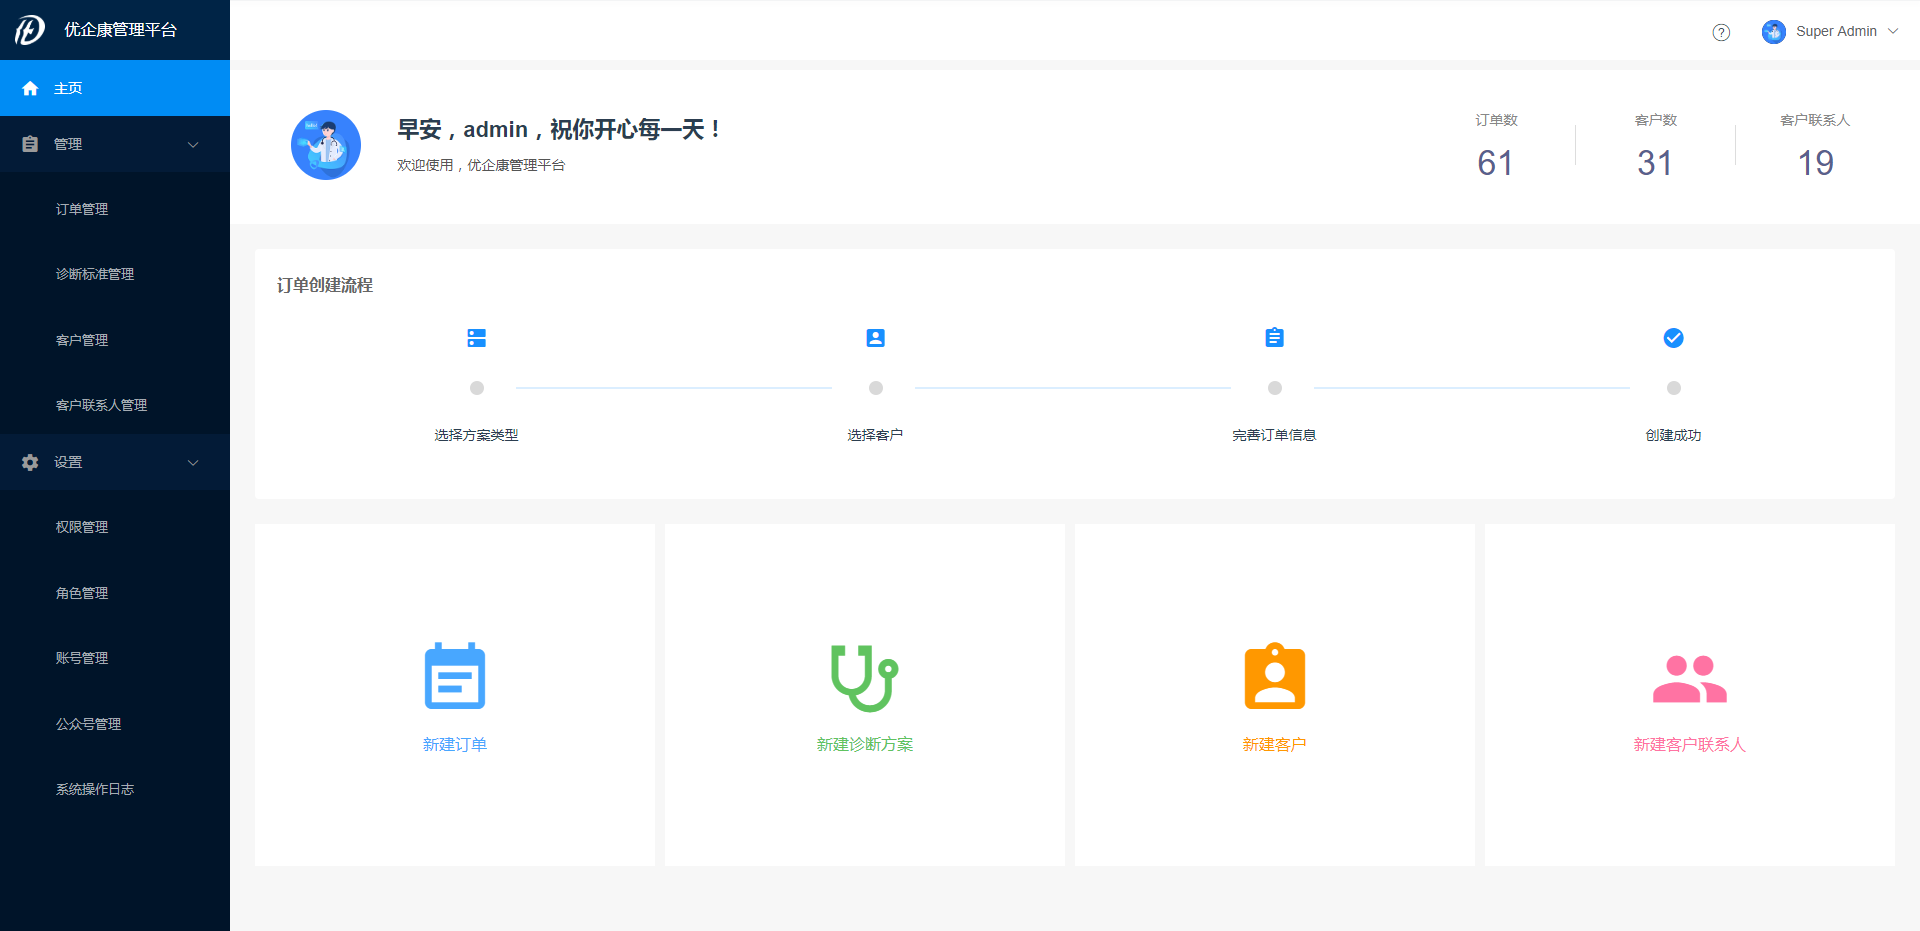 优企康管理平台
Super Admin
主页
管理
订单管理
诊断标准管理
客户管理
客户联系人管理
设置
权限管理
角色管理
账号管理
公众号管理
系统操作日志
早安，admin，祝你开心每一天！
欢迎使用，优企康管理平台
订单数
61
客户数
31
客户联系人
19
订单创建流程
选择方案类型
选择客户
完善订单信息
创建成功
新建订单
新建诊断方案
新建客户
新建客户联系人